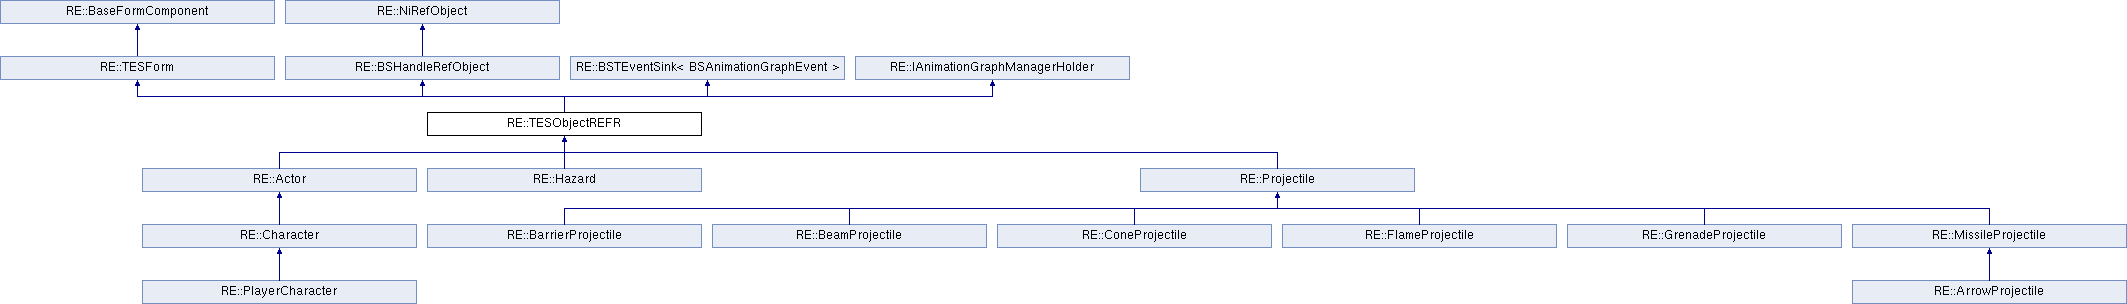 RE::BaseFormComponent
RE::NiRefObject
RE::TESForm
RE::BSHandleRefObject
RE::BSTEventSink< BSAnimationGraphEvent >
RE::IAnimationGraphManagerHolder
RE::TESObjectREFR
RE::Actor
RE::Hazard
RE::Projectile
RE::Character
RE::BarrierProjectile
RE::BeamProjectile
RE::ConeProjectile
RE::FlameProjectile
RE::GrenadeProjectile
RE::MissileProjectile
RE::PlayerCharacter
RE::ArrowProjectile